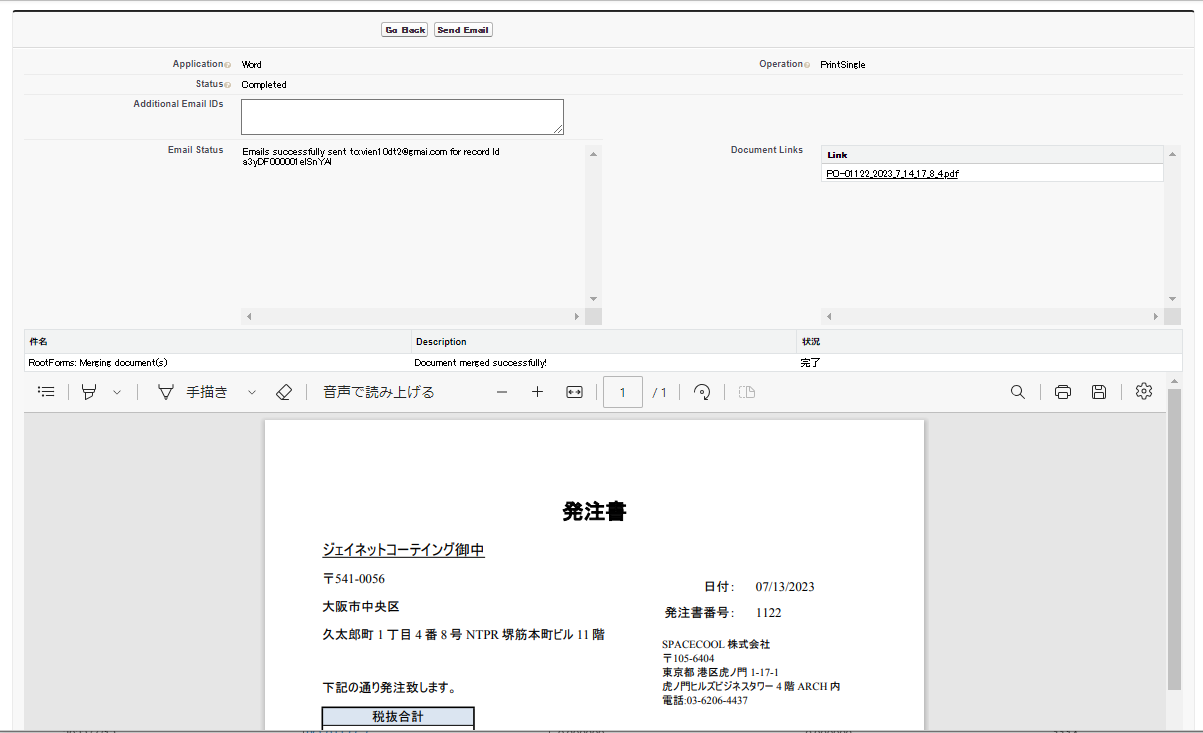 Go Back Send Email
Application Word Operation PrintSingle
Status Completed
Additional Email IDs
Email Status Emails successfully sent to:vien10dt2@gmai.com for record Id
a3yDF000001elSnYAI
Document Links Link
PO-01122_2023_7_14_17_8_4.pdf
件名 Description 状況
RootForms: Merging document(s) Document merged successfully! 完了
手描き 音声で読み上げる 1 / 1
発注書
ジェイネットコーテイング御中
〒541-0056
大阪市中央区
久太郎町 1 丁目 4 番 8 号 NTPR 堺筋本町ビル 11 階
日付: 07/13/2023
発注書番号: 1122
SPACECOOL 株式会社
〒105-6404
東京都 港区虎ノ門 1-17-1
虎ノ門ヒルズビジネスタワー 4 階 ARCH 内
電話:03-6206-4437
下記の通り発注致します。
税抜合計